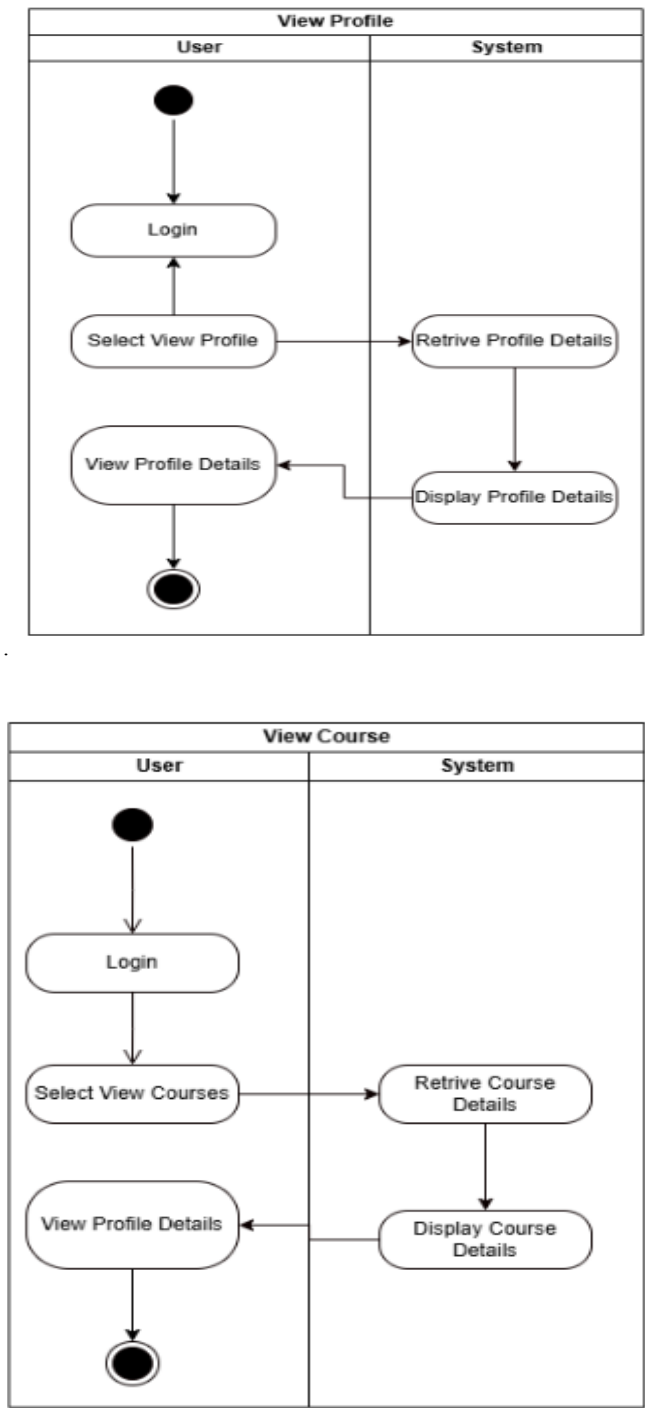 View Profile
User System
Login
Select View Profile Retrive Profile Details
View Profile Details
Display Profile Details
.
View Course
User System
Login
Select View Courses
Retrive Course
Details
View Profile Details
Display Course
Details